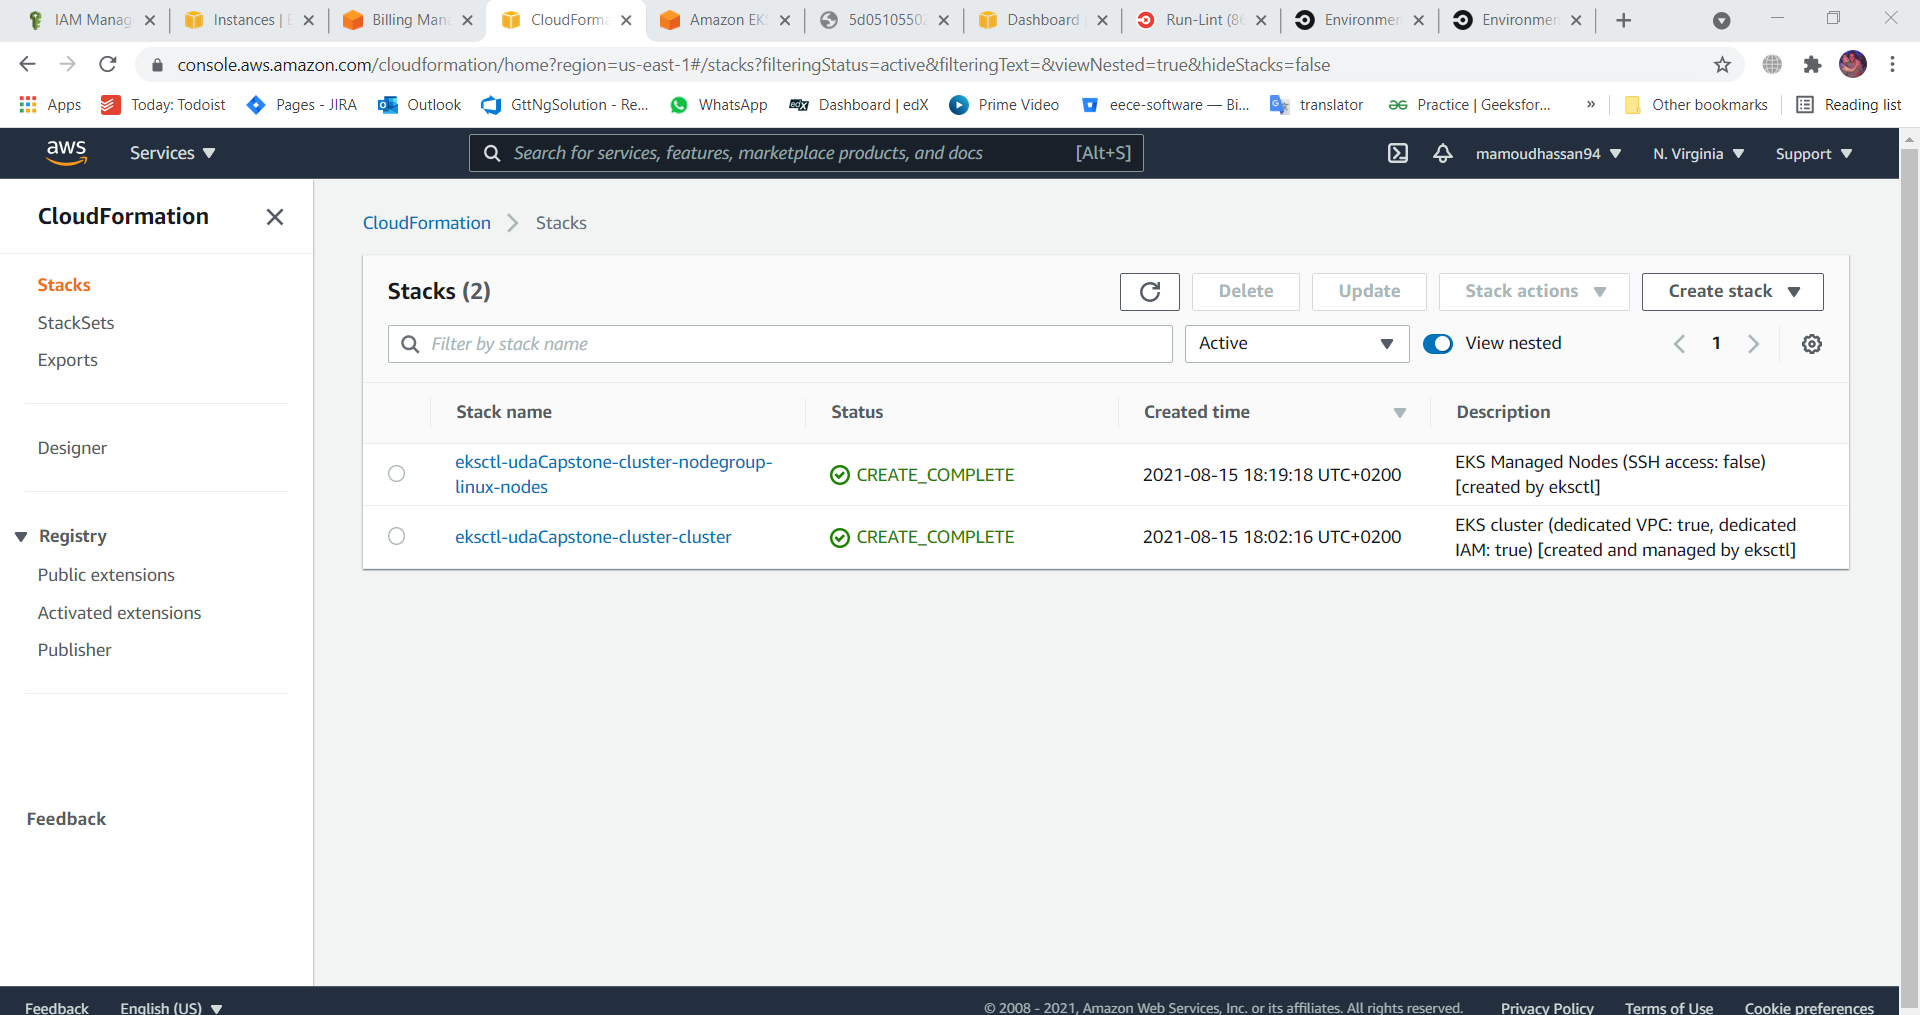 IAM Manag
Instances | E
Billing Mana
CloudForma
Amazon EKS
5d05105502
Dashboard |
Run-Lint (80
Environmen
Environmen
console.aws.amazon.com/cloudformation/home?region=us-east-1#/stacks?filteringStatus=active&filteringText=&viewNested=true&hideStacks=false
Apps
Today: Todoist
Pages - JIRA
Outlook
GttNgSolution - Re...
WhatsApp
edX
Dashboard | edX
Prime Video
eece-software — Bi...
translator
Practice | Geeksfor...
»
Other bookmarks
Reading list
aws
Services
Search for services, features, marketplace products, and docs
[Alt+S]
mamoudhassan94
N. Virginia
Support
CloudFormation
CloudFormation
Stacks
Stacks
StackSets
Exports
Designer
Registry
Public extensions
Activated extensions
Publisher
Feedback
Stacks (2)
Delete
Update
Stack actions
Create stack
Filter by stack name
Active
View nested
1
Stack name
Status
Created time
Description
eksctl-udaCapstone-cluster-nodegroup-
linux-nodes
CREATE_COMPLETE
2021-08-15 18:19:18 UTC+0200
EKS Managed Nodes (SSH access: false)
[created by eksctl]
eksctl-udaCapstone-cluster-cluster
CREATE_COMPLETE
2021-08-15 18:02:16 UTC+0200
EKS cluster (dedicated VPC: true, dedicated
IAM: true) [created and managed by eksctl]
Feedback
English (US)
© 2008 - 2021, Amazon Web Services, Inc. or its affiliates. All rights reserved.
Privacy Policy
Terms of Use
Cookie preferences